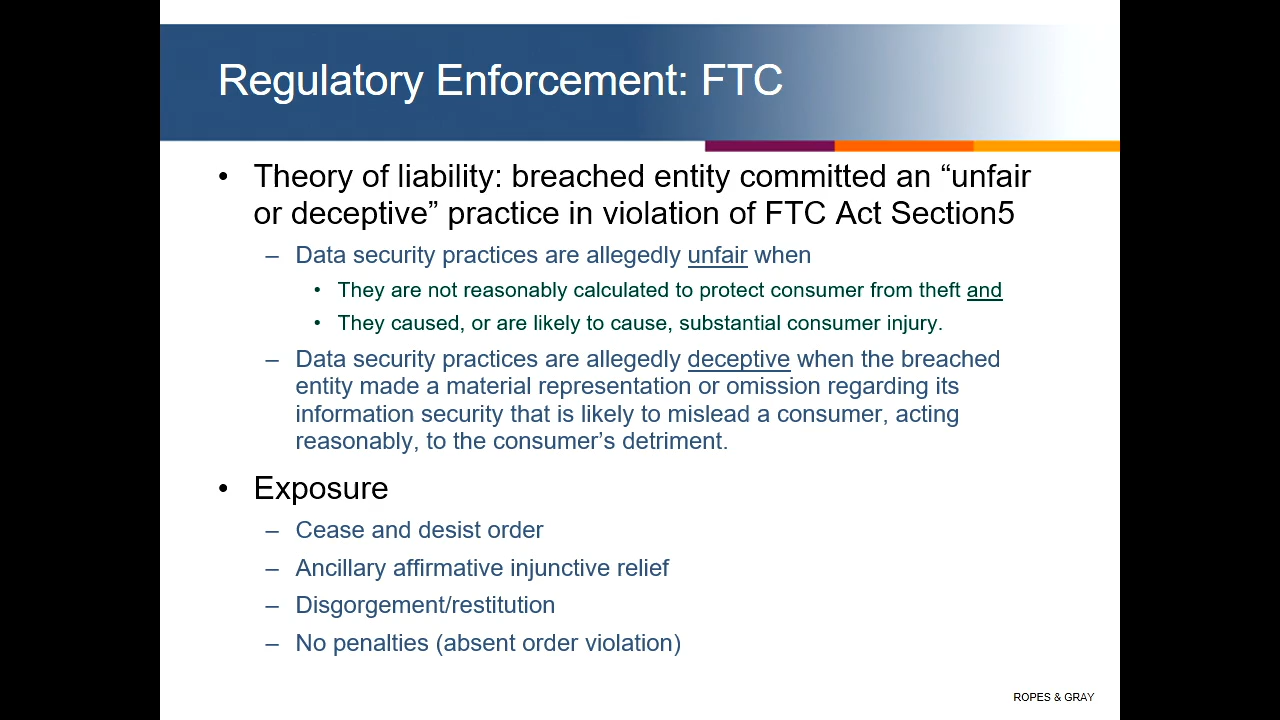 Regulatory Enforcement: FTC
• Theory of liability: breached entity committed an “unfair
or deceptive” practice in violation of FTC Act Section5
– Data security practices are allegedly unfair when
• They are not reasonably calculated to protect consumer from theft and
• They caused, or are likely to cause, substantial consumer injury.
– Data security practices are allegedly deceptive when the breached
entity made a material representation or omission regarding its
information security that is likely to mislead a consumer, acting
reasonably, to the consumer’s detriment.
• Exposure
– Cease and desist order
– Ancillary affirmative injunctive relief
– Disgorgement/restitution
– No penalties (absent order violation)
ROPES & GRAY